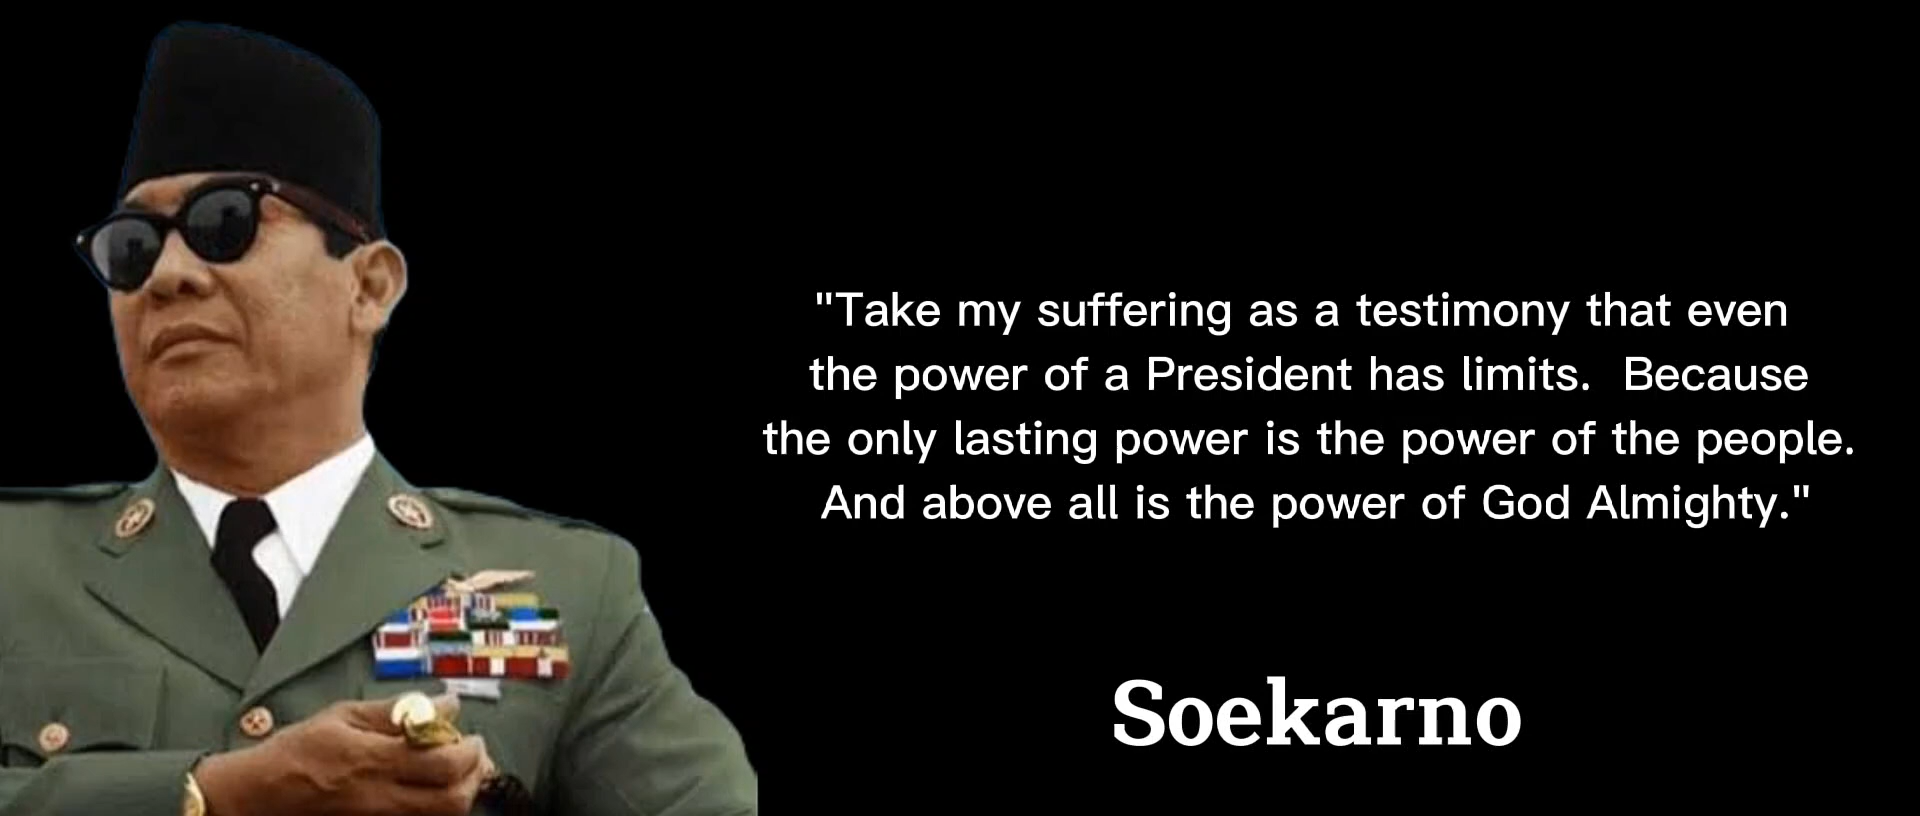 "Take my suffering as a testimony that even
the power of a President has limits.  Because
the only lasting power is the power of the people.
And above all is the power of God Almighty."
Soekarno